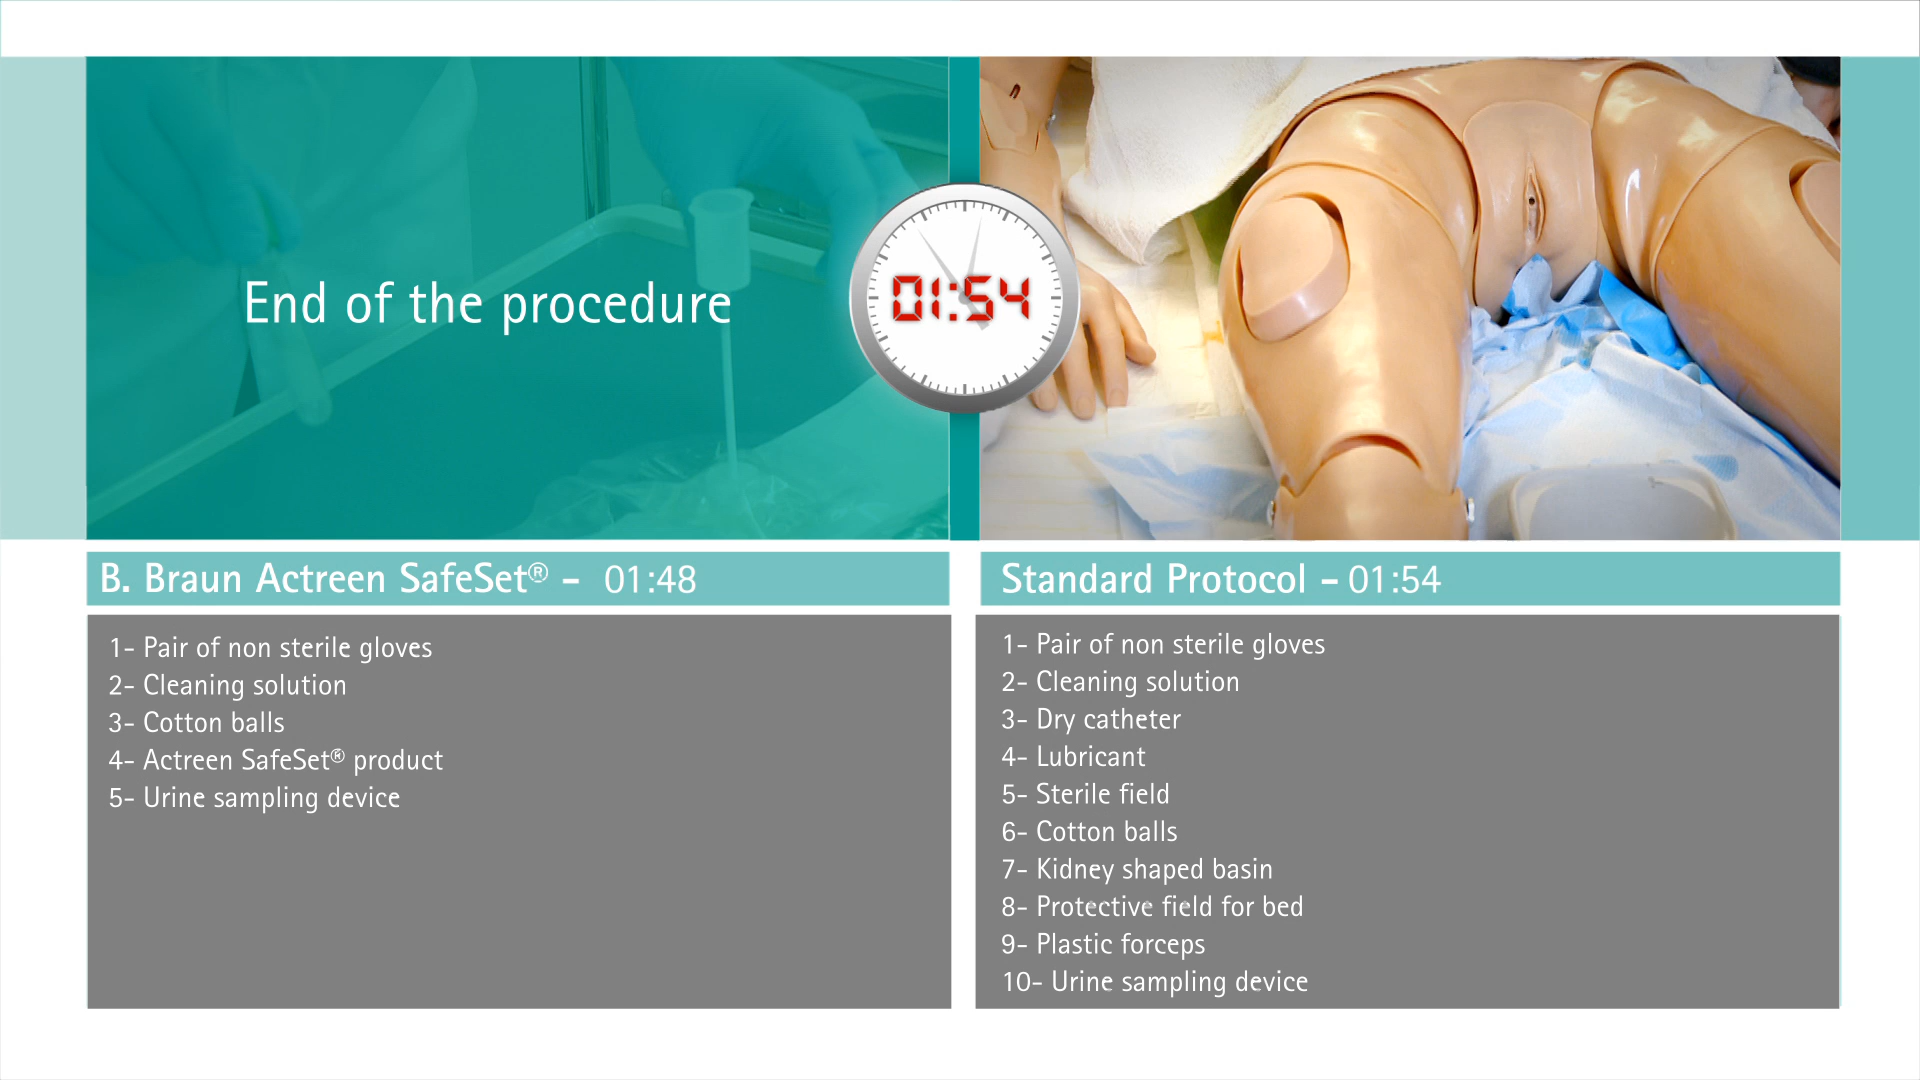 End of the procedure
01:54
B. Braun Actreen SafeSet® - 01:48
1- Pair of non sterile gloves
2- Cleaning solution
3- Cotton balls
4- Actreen SafeSet® product
5- Urine sampling device
Standard Protocol - 01:54
1- Pair of non sterile gloves
2- Cleaning solution
3- Dry catheter
4- Lubricant
5- Sterile field
6- Cotton balls
7- Kidney shaped basin
8- Protective field for bed
9- Plastic forceps
10- Urine sampling device